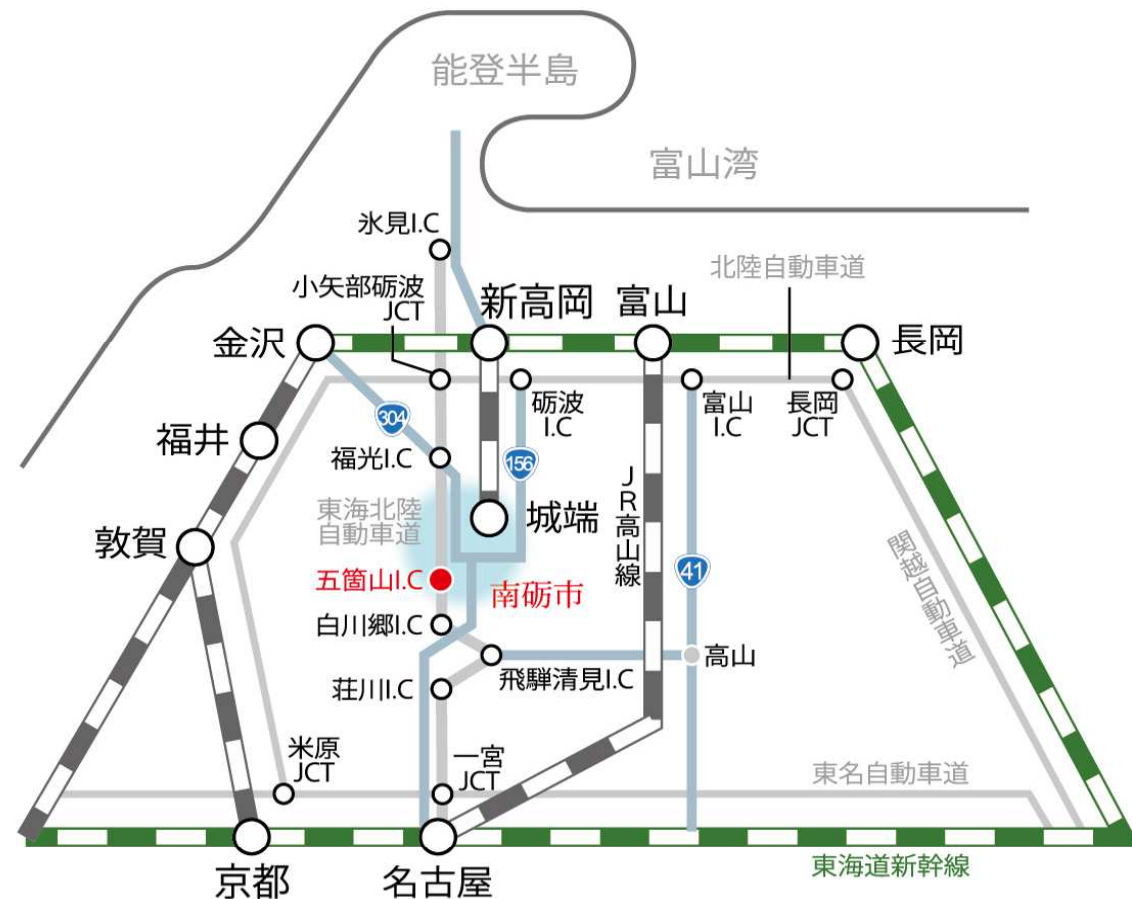 能登半島
富山湾
氷見I.C
北陸自動車道
小矢部砺波
JCT
新高岡
富山
金沢
長岡
砺波
I.C
富山
I.C
長岡
JCT
304
福井
福光I.C
156
JR高山線
東海北陸
自動車道
城端
敦賀
41
関越自動車道
五箇山I.C
南砺市
白川郷I.C
飛騨清見I.C
高山
荘川I.C
米原
JCT
一宮
JCT
東名自動車道
東海道新幹線
京都
名古屋